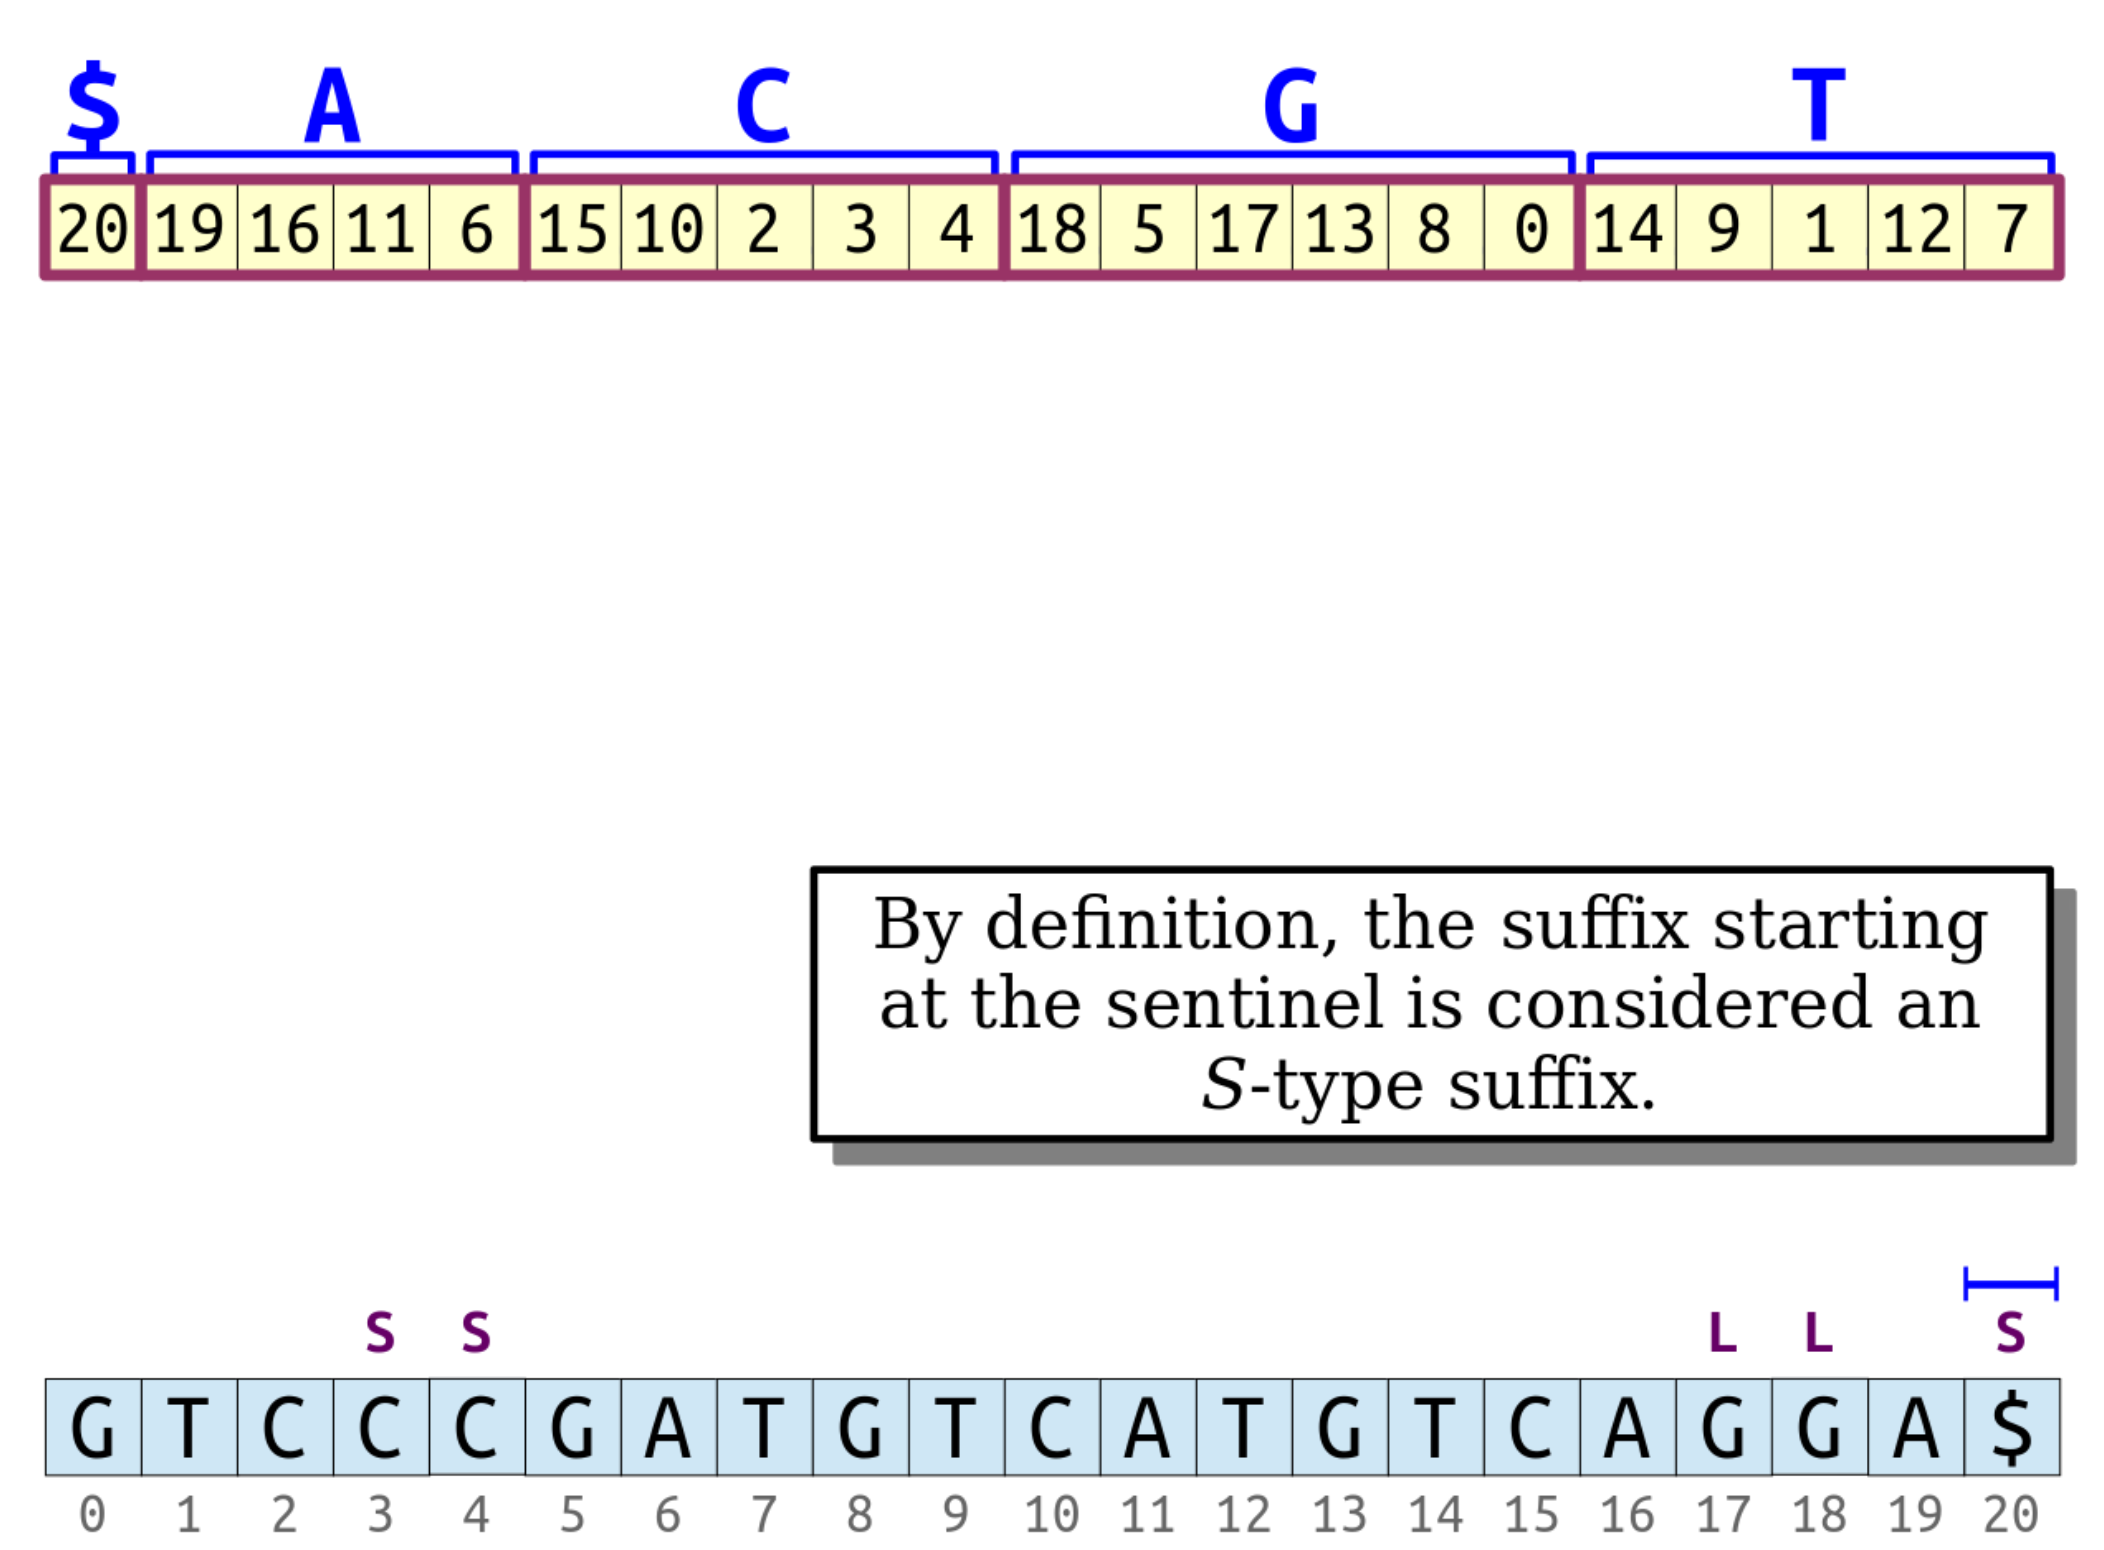 $ A C G T
20 19 16 11 6 15 10 2 3 4 18 5 17 13 8 0 14 9 1 12 7
By definition, the suffix starting
at the sentinel is considered an
S-type suffix.
S S L L S
G T C C C G A T G T C A T G T C A G G A $
0 1 2 3 4 5 6 7 8 9 10 11 12 13 14 15 16 17 18 19 20